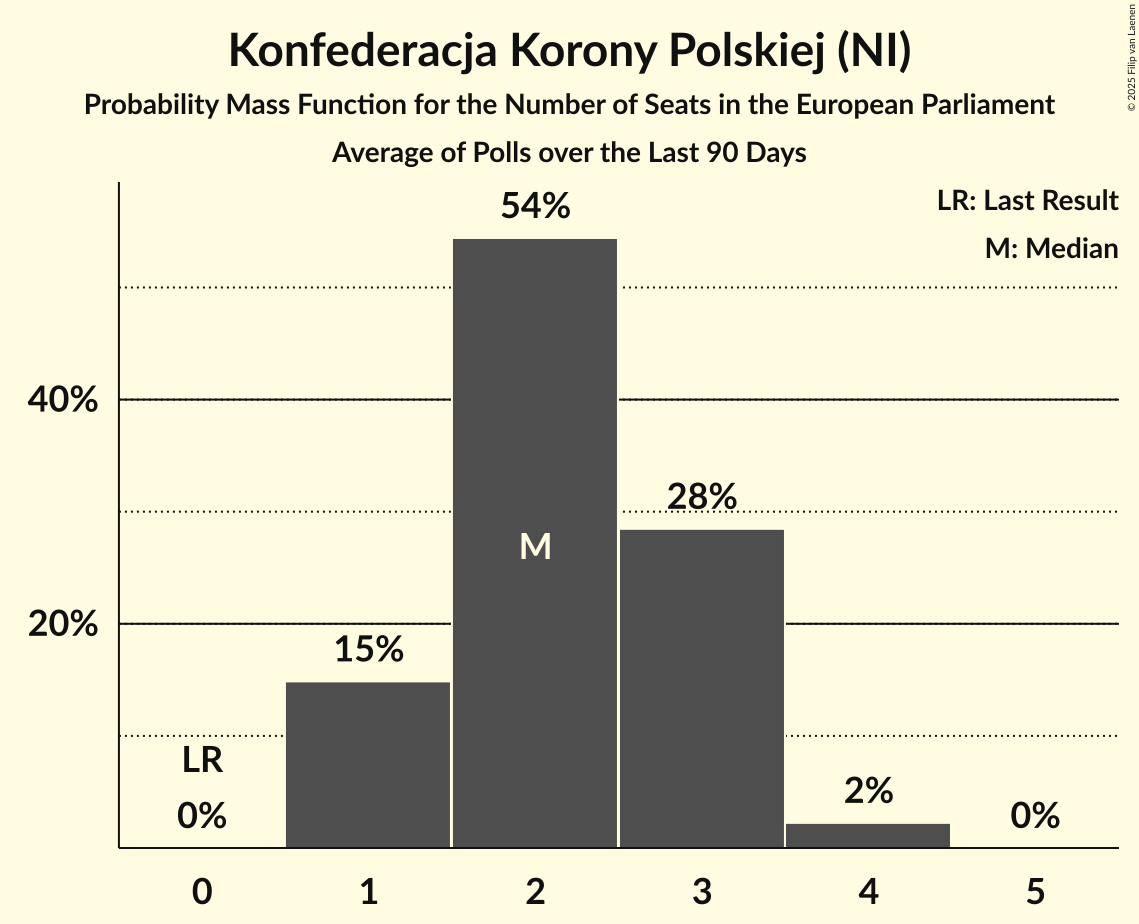 Konfederacja Korony Polskiej (NI)
Probability Mass Function for the Number of Seats in the European Parliament
Average of Polls over the Last 90 Days
© 2025 Filip van Laenen
LR: Last Result
M: Median
54%
40%
28%
M
20%
15%
LR
0%
2%
0%
0 1 2 3 4 5